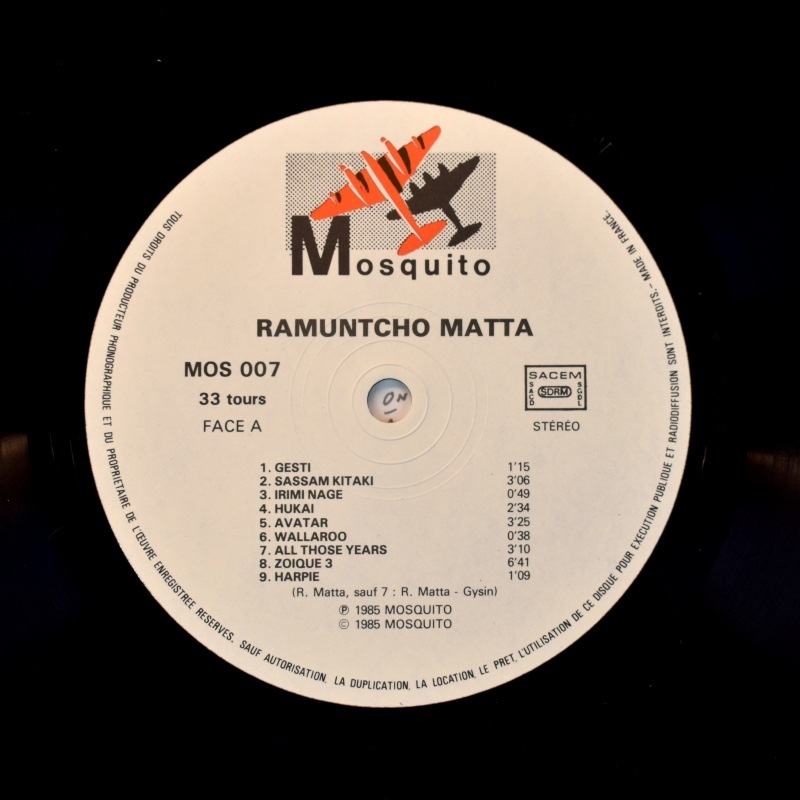 Mosquito
RAMUNTCHO MATTA
MOS 007
33 tours
FACE A
SACEM
SACD
SDRM
SGDL
STÉRÉO
ON
1. GESTI 1'15
2. SASSAM KITAKI 3'06
3. IRIMI NAGE 0'49
4. HUKAI 2'34
5. AVATAR 3'25
6. WALLAROO 0'38
7. ALL THOSE YEARS 3'10
8. ZOIQUE 3 6'41
9. HARPIE 1'09
(R. Matta, sauf 7 : R. Matta - Gysin)
℗ 1985 MOSQUITO
© 1985 MOSQUITO
TOUS DROITS DU PRODUCTEUR PHONOGRAPHIQUE ET DU PROPRIETAIRE DE L'ŒUVRE ENREGISTREE RESERVES. SAUF AUTORISATION, LA DUPLICATION, LA LOCATION, LE PRET, L'UTILISATION DE CE DISQUE POUR EXECUTION PUBLIQUE ET RADIODIFFUSION SONT INTERDITS. - MADE IN FRANCE.